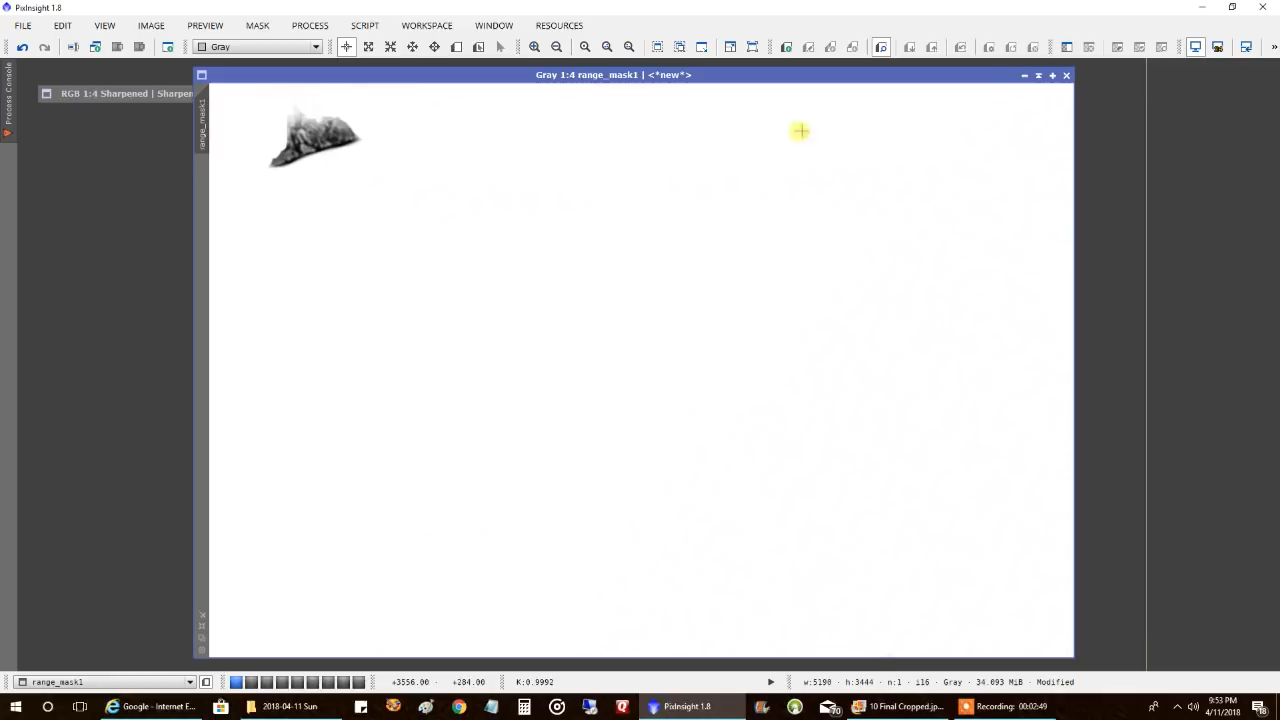 PixInsight 1.8
FILE EDIT VIEW IMAGE PREVIEW MASK PROCESS SCRIPT WORKSPACE WINDOW RESOURCES
Gray
Process Console
Gray 1:4 range_mask1 | <*new*>
RGB 1:4 Sharpened | Sharpen
range_mask1
range_mask1
+3556.00 · +284.00 K:0.9992
w:5190 · h:3444 · n:1 · i16 · Gray · 34.093 MiB · Modified
Google - Internet E...
2018-04-11 Sun
PixInsight 1.8
70
10 Final Cropped.jp...
Recording: 00:02:49
9:53 PM
4/11/2018
18